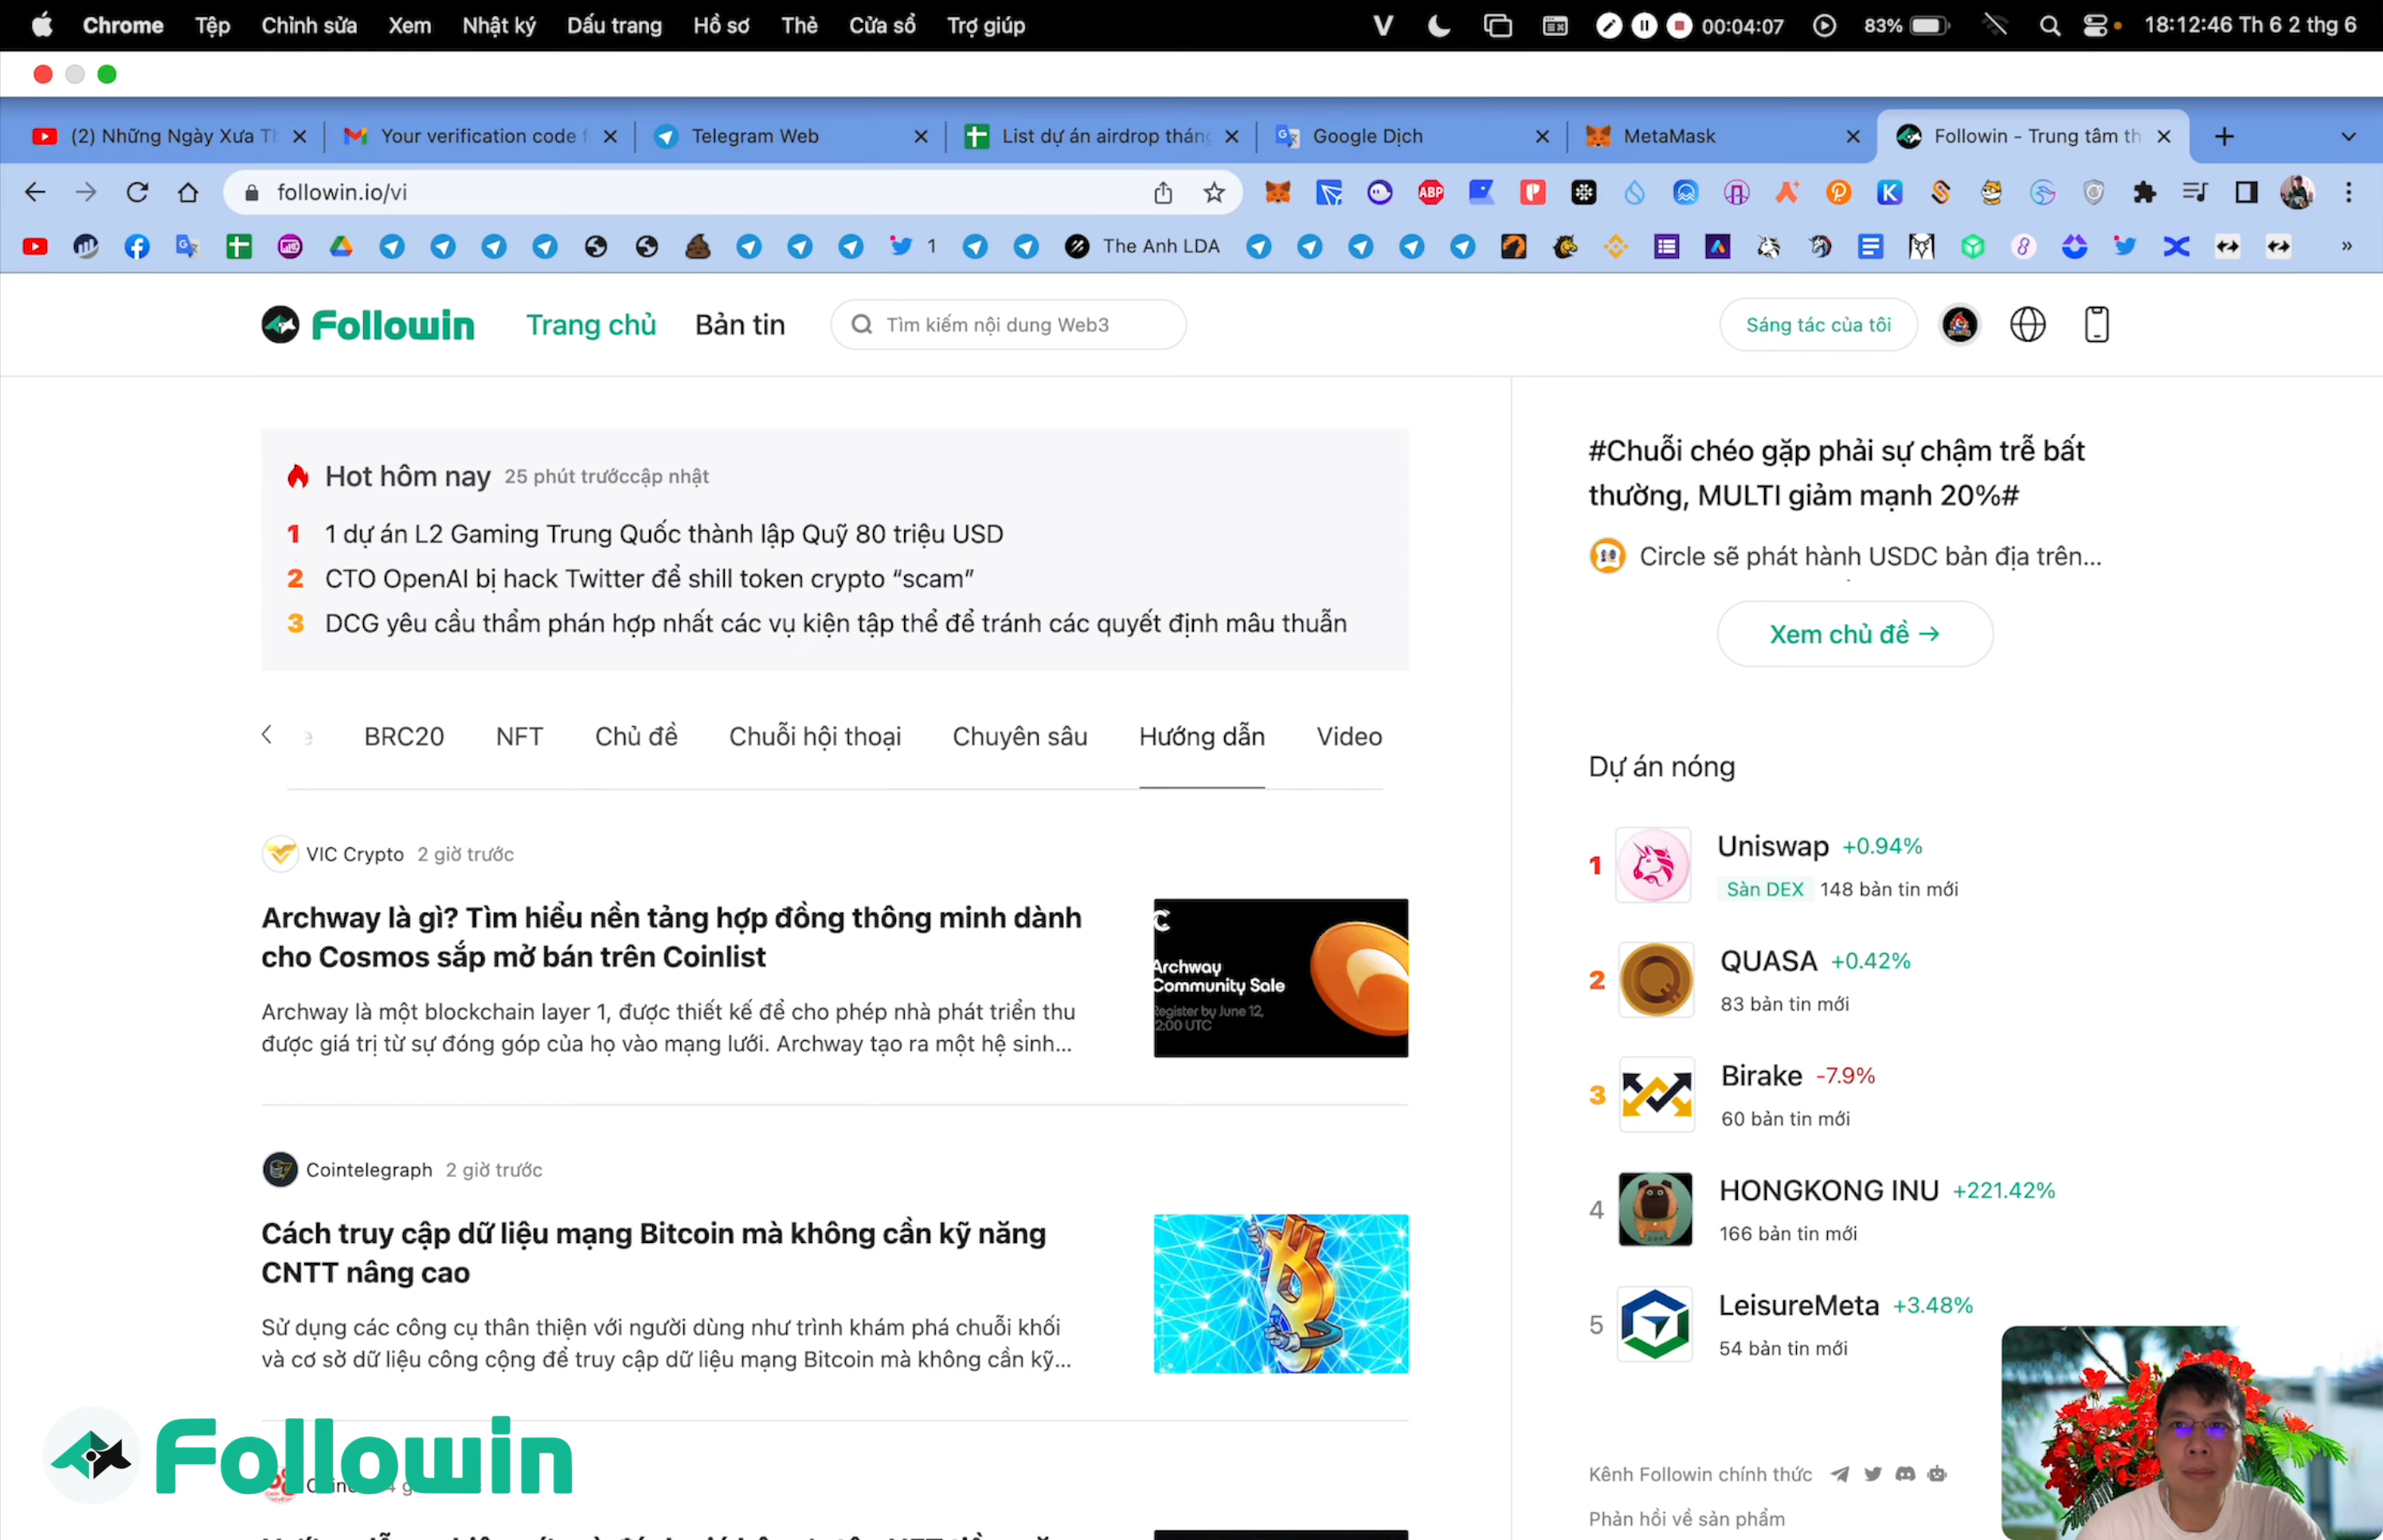 Chrome Tệp Chỉnh sửa Xem Nhật ký Dấu trang Hồ sơ Thẻ Cửa sổ Trợ giúp 00:04:07 83% 18:12:46 Th 6 2 thg 6
(2) Những Ngày Xưa Th Your verification code f Telegram Web List dự án airdrop tháng Google Dịch MetaMask Followin - Trung tâm th
followin.io/vi ABP
1 The Anh LDA »
Followin Trang chủ Bản tin Tìm kiếm nội dung Web3 Sáng tác của tôi
Hot hôm nay 25 phút trướccập nhật
1 1 dự án L2 Gaming Trung Quốc thành lập Quỹ 80 triệu USD
2 CTO OpenAI bị hack Twitter để shill token crypto “scam”
3 DCG yêu cầu thẩm phán hợp nhất các vụ kiện tập thể để tránh các quyết định mâu thuẫn
BRC20 NFT Chủ đề Chuỗi hội thoại Chuyên sâu Hướng dẫn Video
VIC Crypto 2 giờ trước
Archway là gì? Tìm hiểu nền tảng hợp đồng thông minh dành
cho Cosmos sắp mở bán trên Coinlist
Archway là một blockchain layer 1, được thiết kế để cho phép nhà phát triển thu
được giá trị từ sự đóng góp của họ vào mạng lưới. Archway tạo ra một hệ sinh...
Archway
Community Sale
Register by June 12,
2:00 UTC
Cointelegraph 2 giờ trước
Cách truy cập dữ liệu mạng Bitcoin mà không cần kỹ năng
CNTT nâng cao
Sử dụng các công cụ thân thiện với người dùng như trình khám phá chuỗi khối
và cơ sở dữ liệu công cộng để truy cập dữ liệu mạng Bitcoin mà không cần kỹ...
Followin
#Chuỗi chéo gặp phải sự chậm trễ bất
thường, MULTI giảm mạnh 20%#
Circle sẽ phát hành USDC bản địa trên...
Xem chủ đề →
Dự án nóng
1 Uniswap +0.94%
Sàn DEX 148 bản tin mới
2 QUASA +0.42%
83 bản tin mới
3 Birake -7.9%
60 bản tin mới
4 HONGKONG INU +221.42%
166 bản tin mới
5 LeisureMeta +3.48%
54 bản tin mới
Kênh Followin chính thức
Phản hồi về sản phẩm